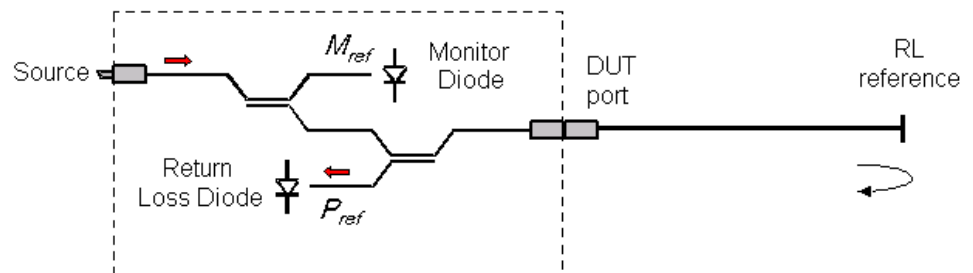 Source
M_ref
Monitor
Diode
DUT
port
RL
reference
Return
Loss Diode
P_ref